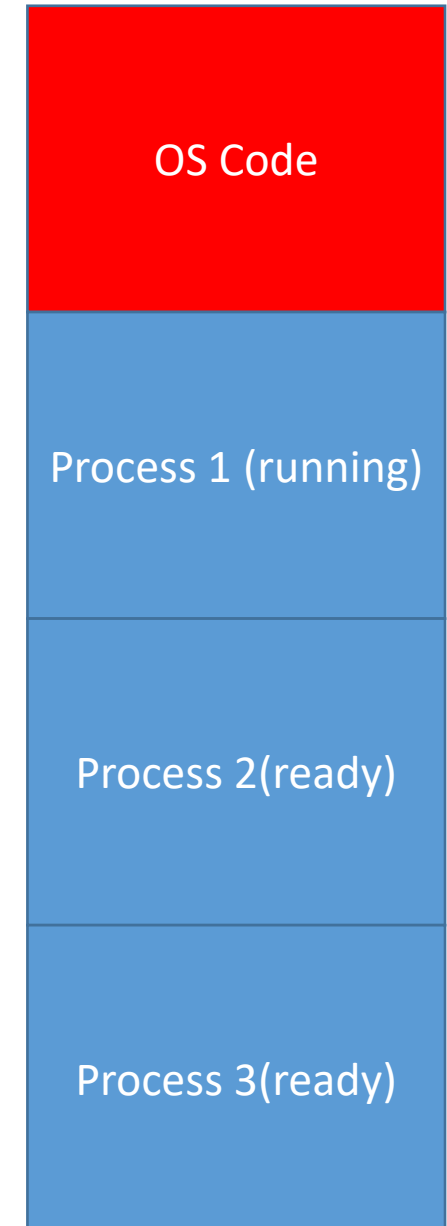 OS Code
Process 1 (running)
Process 2(ready)
Process 3(ready)